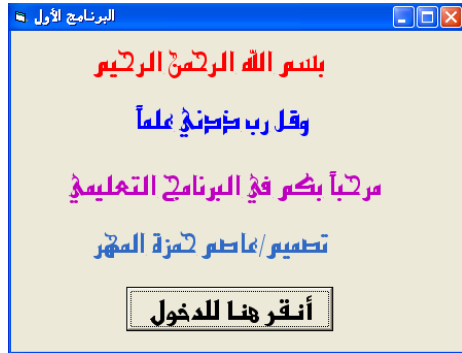 البرنامج الأول
بسم الله الرحمن الرحيم
وقل رب زدني علماً
مرحباً بكم في البرنامج التعليمي
تصميم/عاصم حمزة المهر
أنقر هنا للدخول